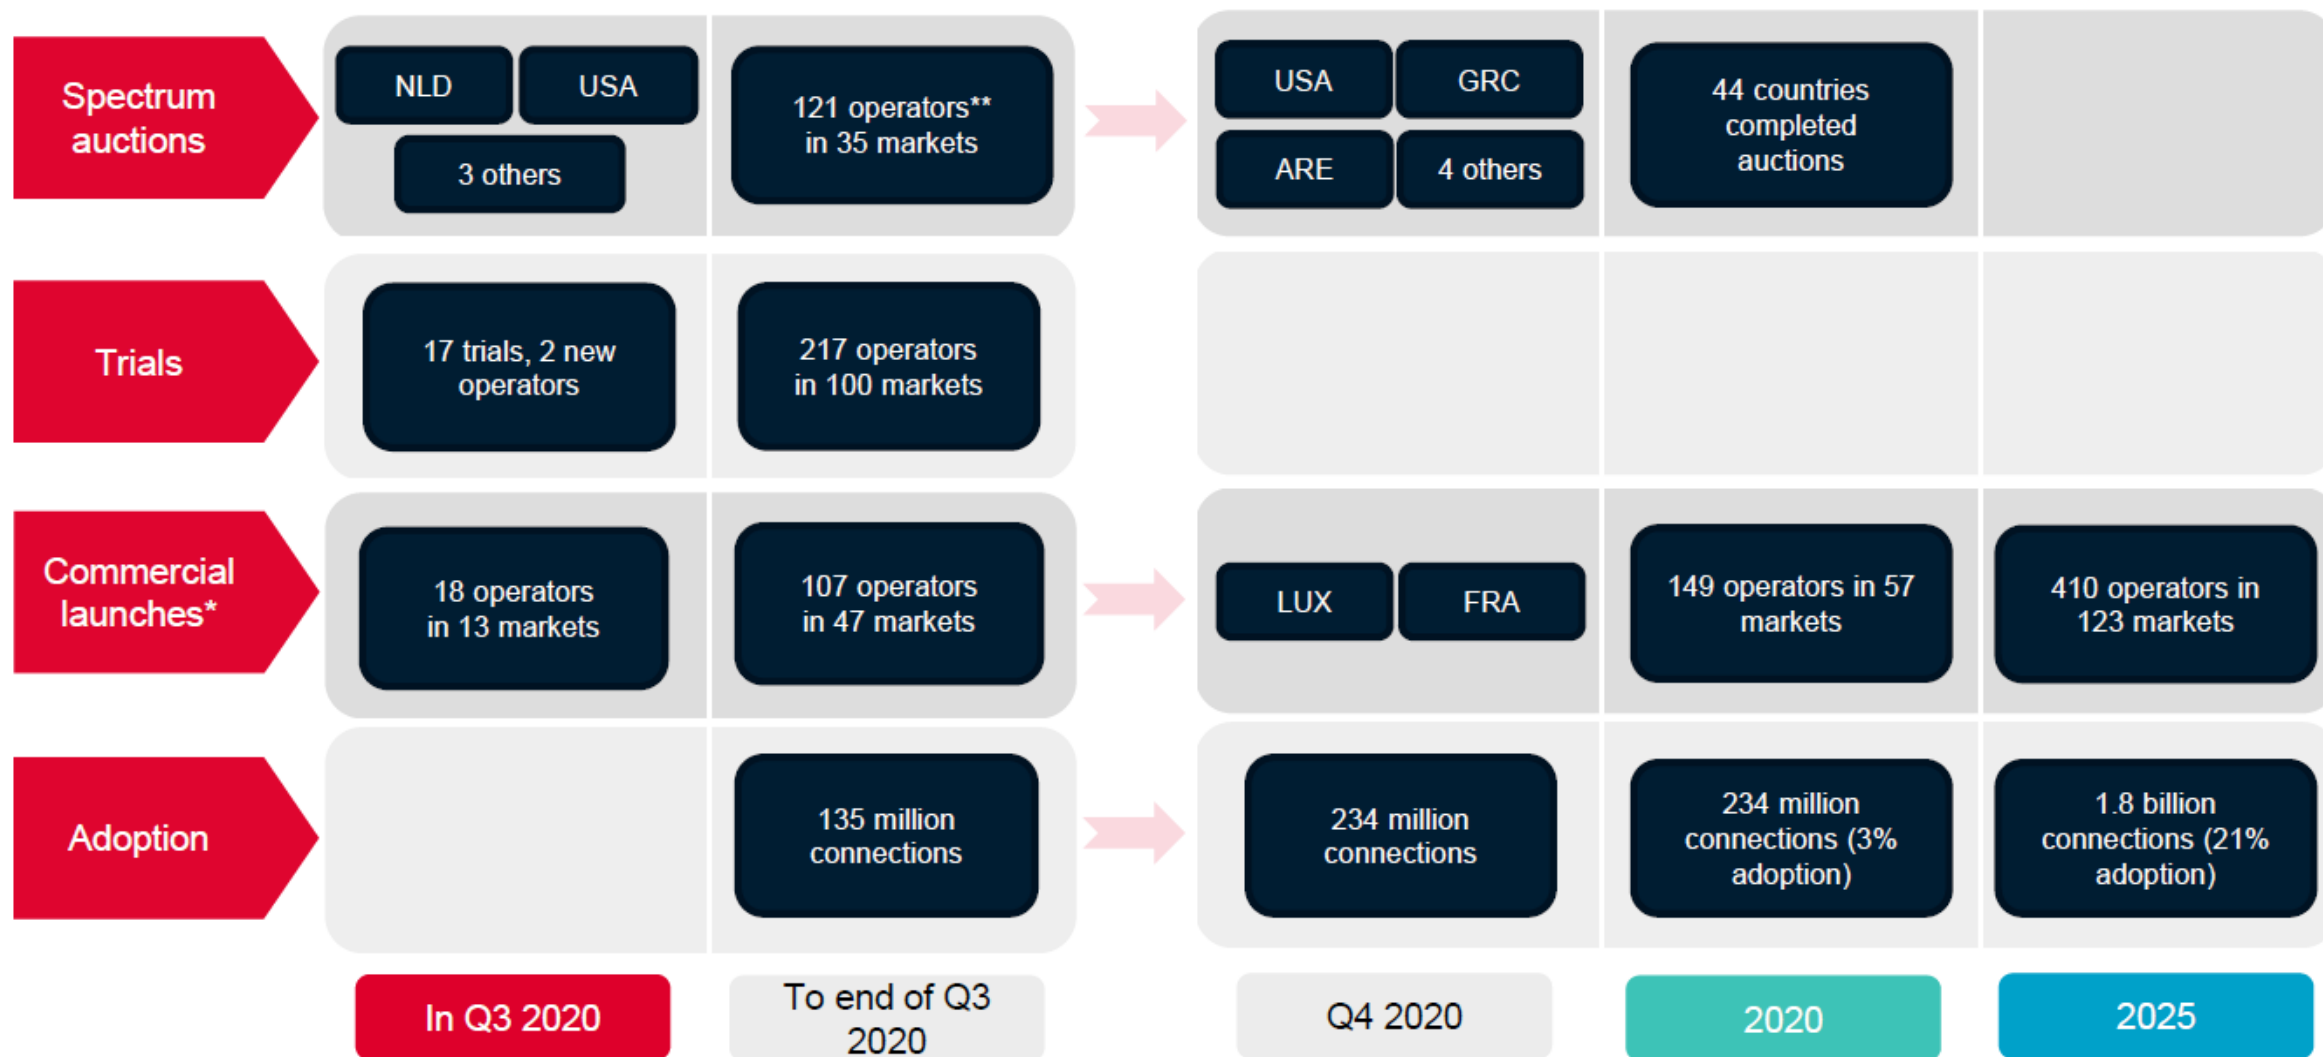 Spectrum
auctions
NLD
USA
3 others
121 operators**
in 35 markets
USA
GRC
ARE
4 others
44 countries
completed
auctions
Trials
17 trials, 2 new
operators
217 operators
in 100 markets
Commercial
launches*
18 operators
in 13 markets
107 operators
in 47 markets
LUX
FRA
149 operators in 57
markets
410 operators in
123 markets
Adoption
135 million
connections
234 million
connections
234 million
connections (3%
adoption)
1.8 billion
connections (21%
adoption)
In Q3 2020
To end of Q3
2020
Q4 2020
2020
2025